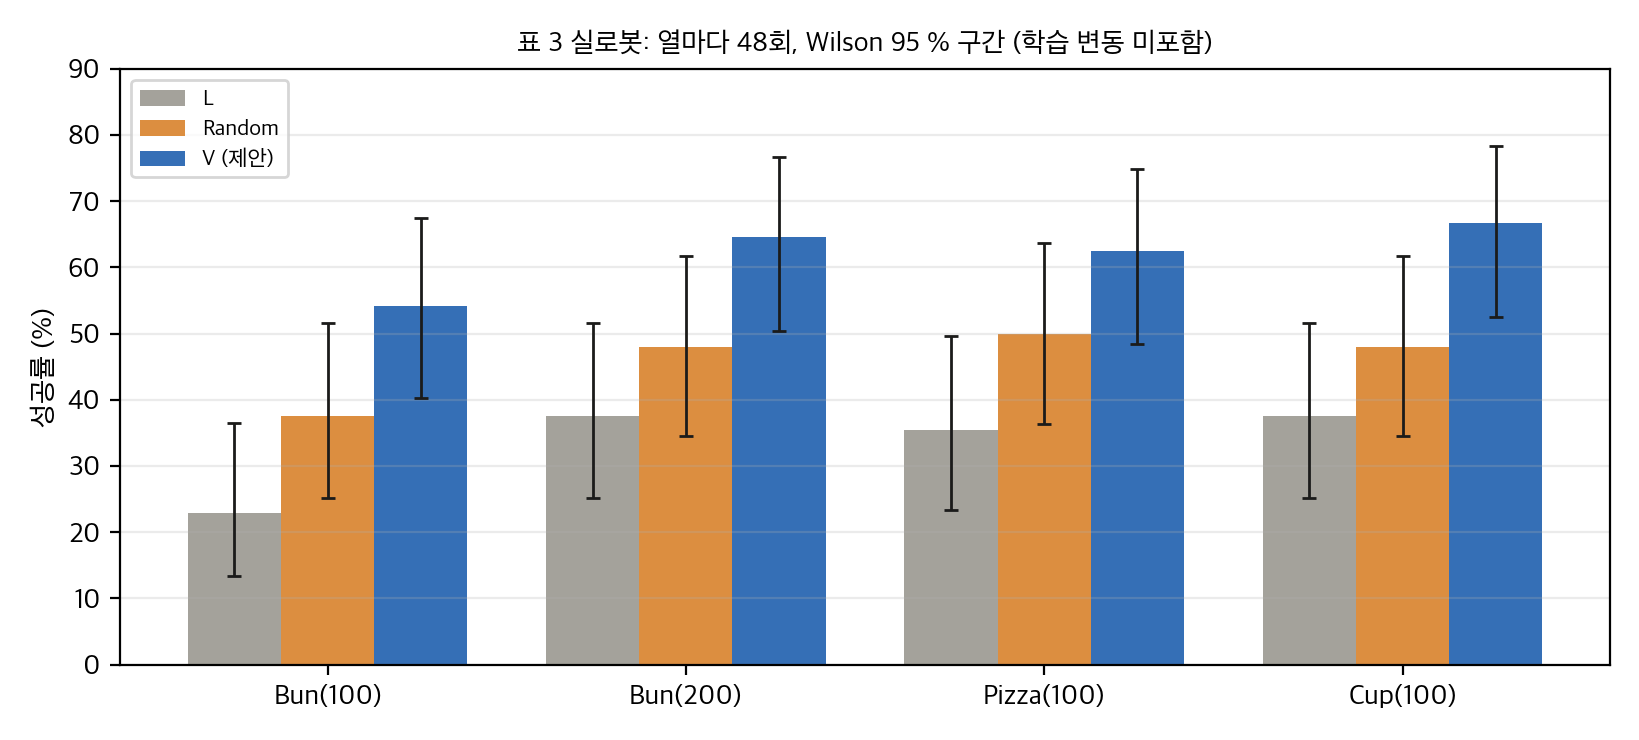 표 3 실로봇: 열마다 48회, Wilson 95 % 구간 (학습 변동 미포함)
성공률 (%)
90
80
70
60
50
40
30
20
10
0
L
Random
V (제안)
Bun(100)
Bun(200)
Pizza(100)
Cup(100)